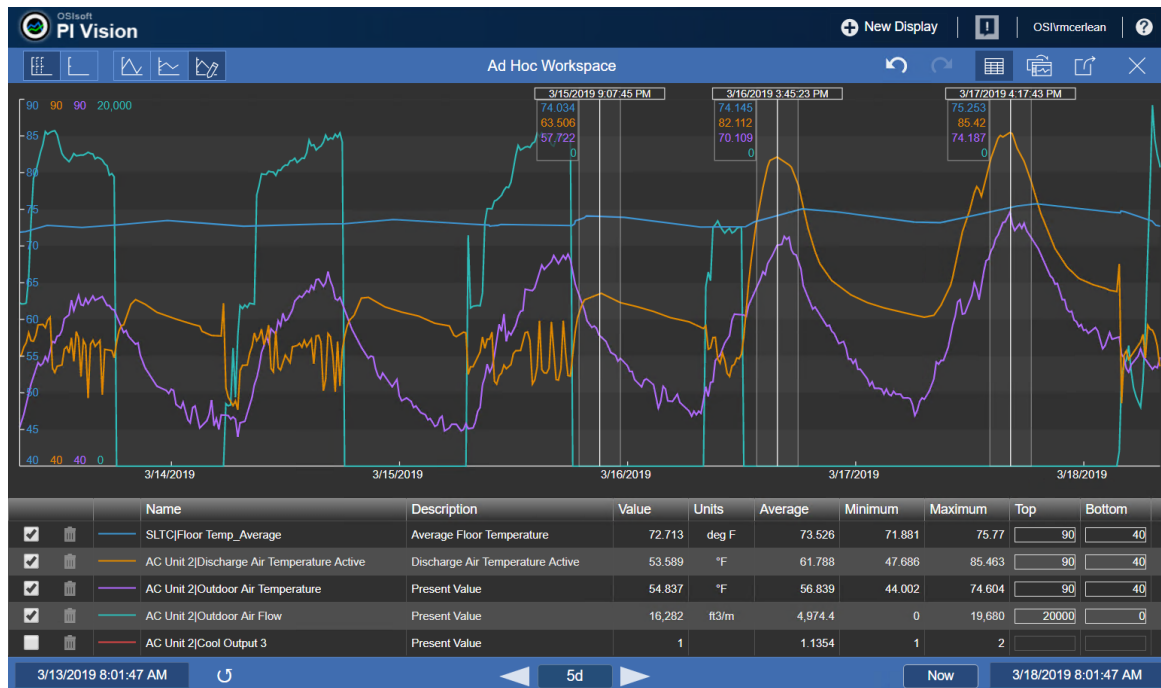 OSIsoft
PI Vision
New Display
OSI\rmcerlean
?
Ad Hoc Workspace
3/15/2019 9:07:45 PM 3/16/2019 3:45:23 PM 3/17/2019 4:17:43 PM
90 90 90 20,000
74.034 74.145 75.253
63.506 82.112 85.42
57.722 70.109 74.187
0 0 0
85
80
75
70
65
60
55
50
45
40 40 40 0
3/14/2019 3/15/2019 3/16/2019 3/17/2019 3/18/2019
Name Description Value Units Average Minimum Maximum Top Bottom
SLTC|Floor Temp_Average Average Floor Temperature 72.713 deg F 73.526 71.881 75.77 90 40
AC Unit 2|Discharge Air Temperature Active Discharge Air Temperature Active 53.589 °F 61.788 47.686 85.463 90 40
AC Unit 2|Outdoor Air Temperature Present Value 54.837 °F 56.839 44.002 74.604 90 40
AC Unit 2|Outdoor Air Flow Present Value 16,282 ft3/m 4,974.4 0 19,680 20000 0
AC Unit 2|Cool Output 3 Present Value 1 1.1354 1 2
3/13/2019 8:01:47 AM 5d Now 3/18/2019 8:01:47 AM